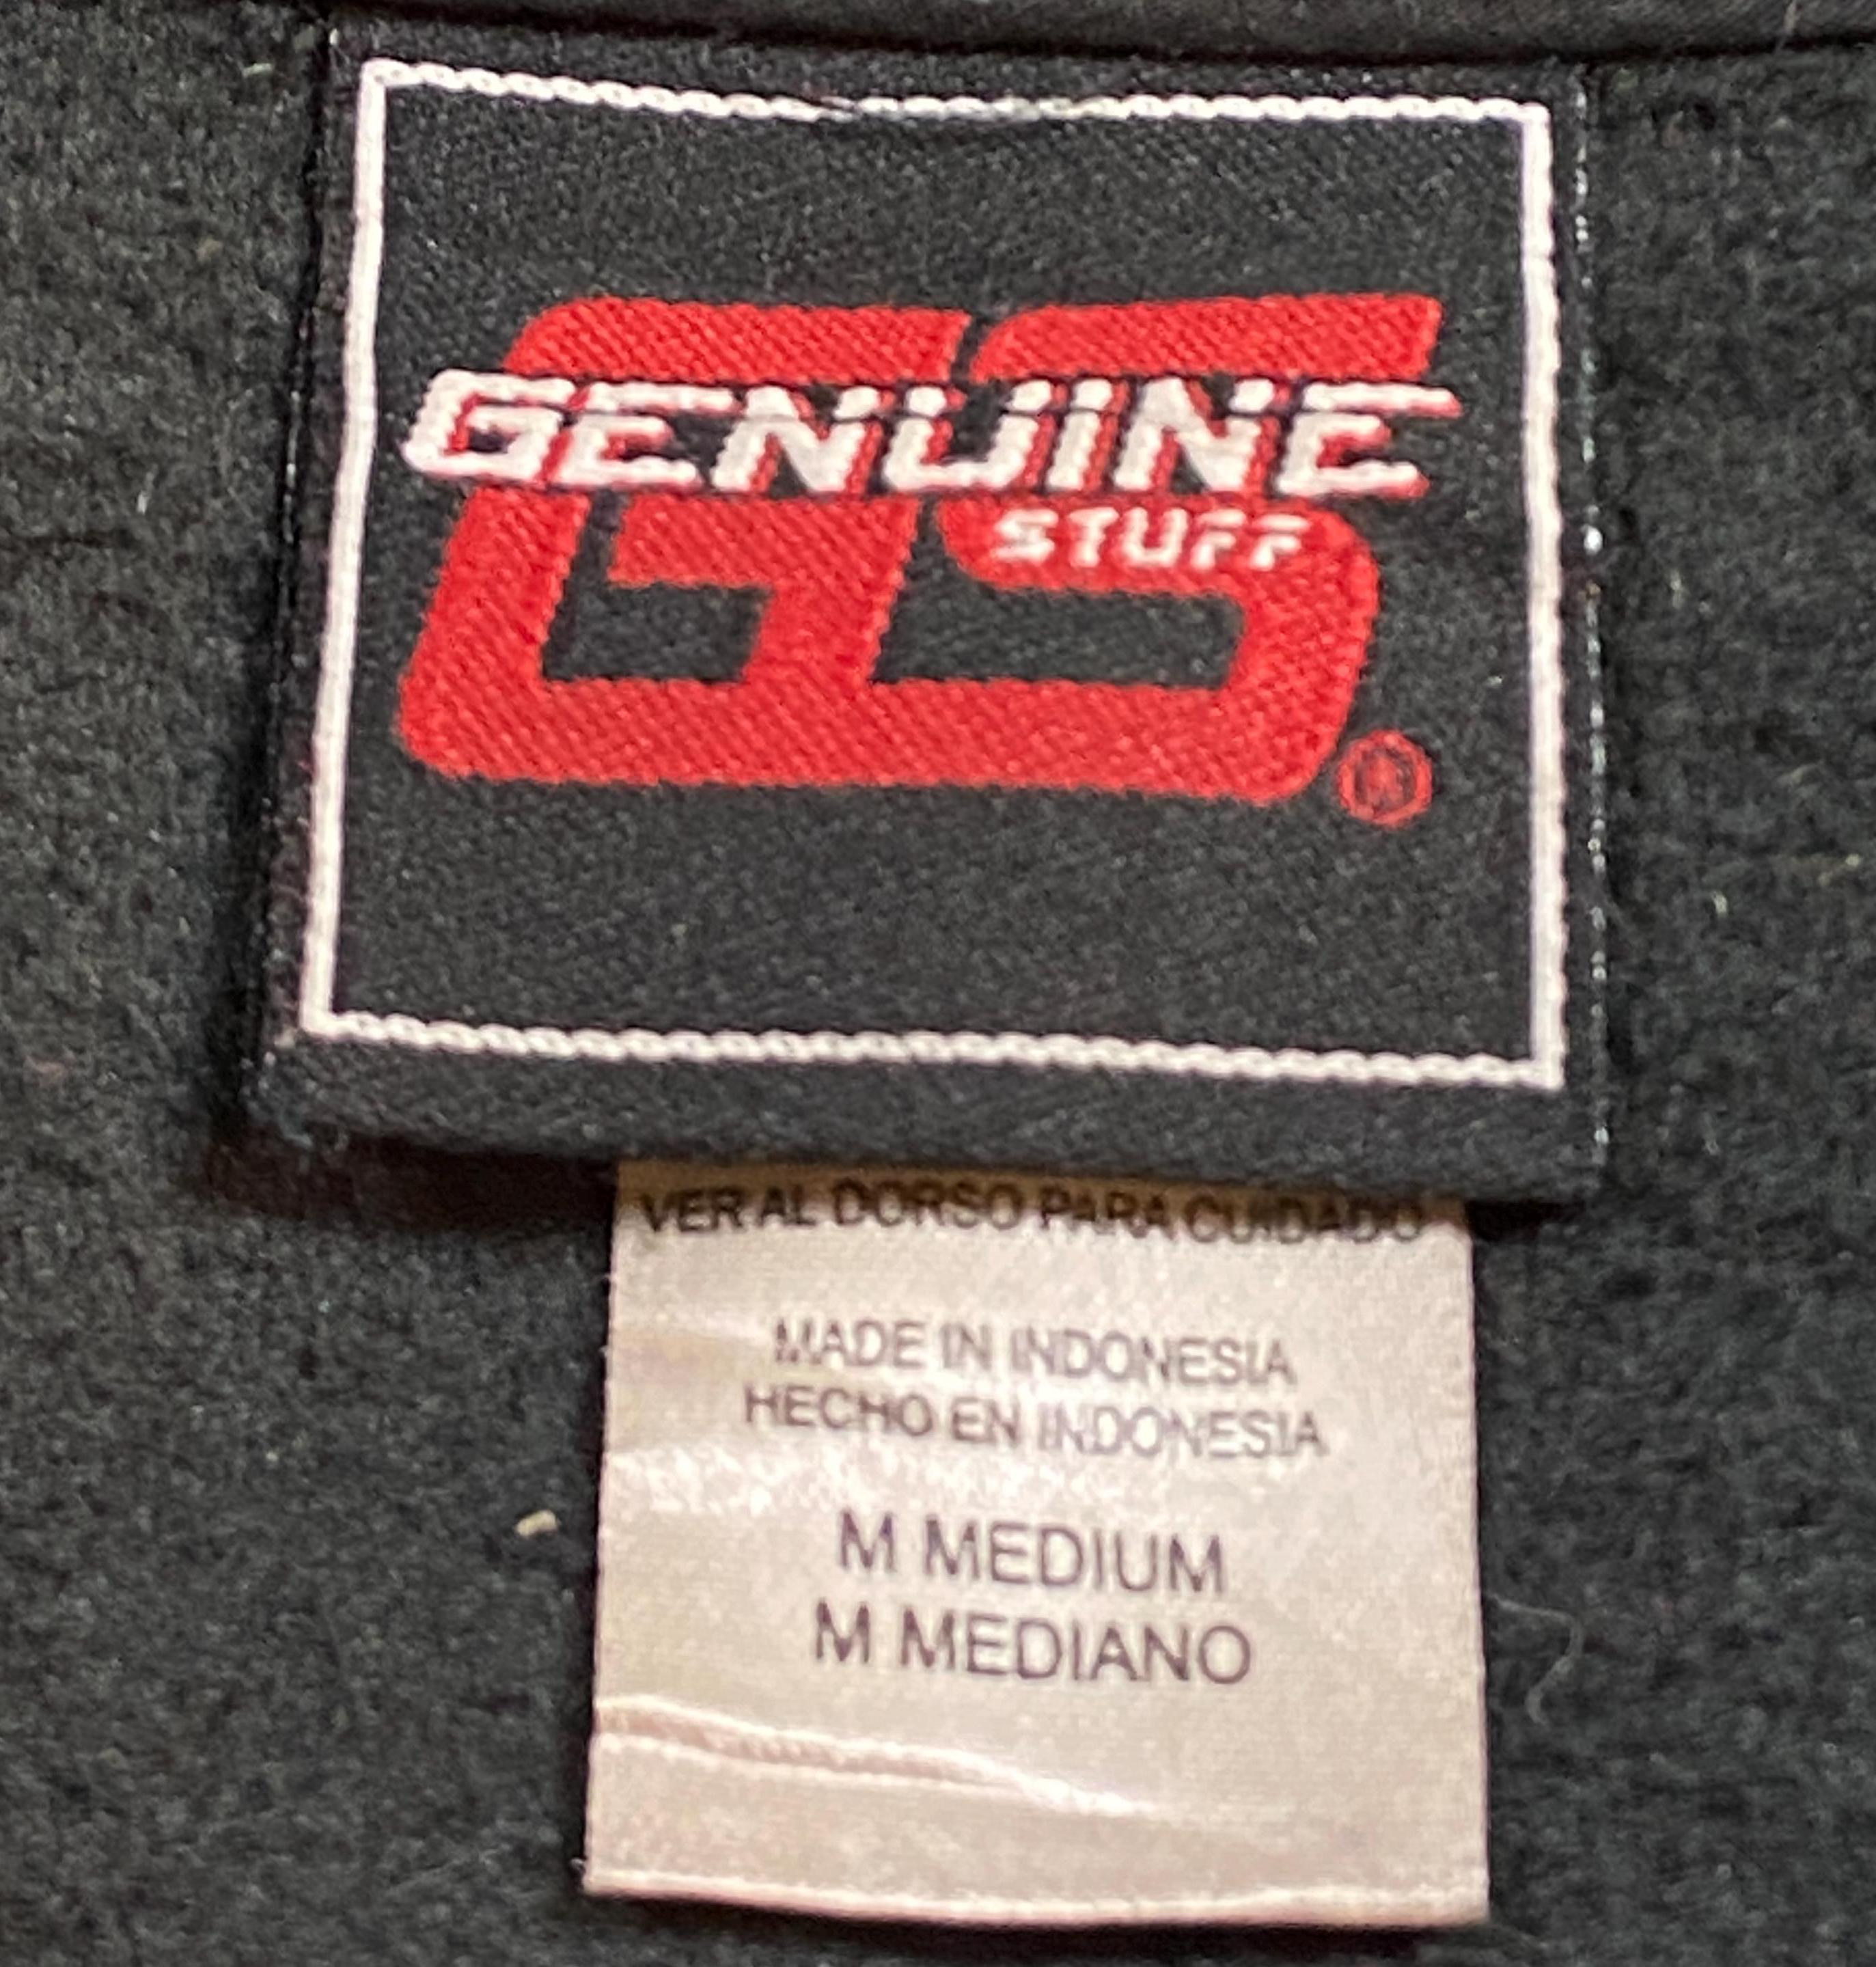 GS
GENUINE
STUFF
®
VER AL DORSO PARA CUIDADO
MADE IN INDONESIA
HECHO EN INDONESIA
M MEDIUM
M MEDIANO